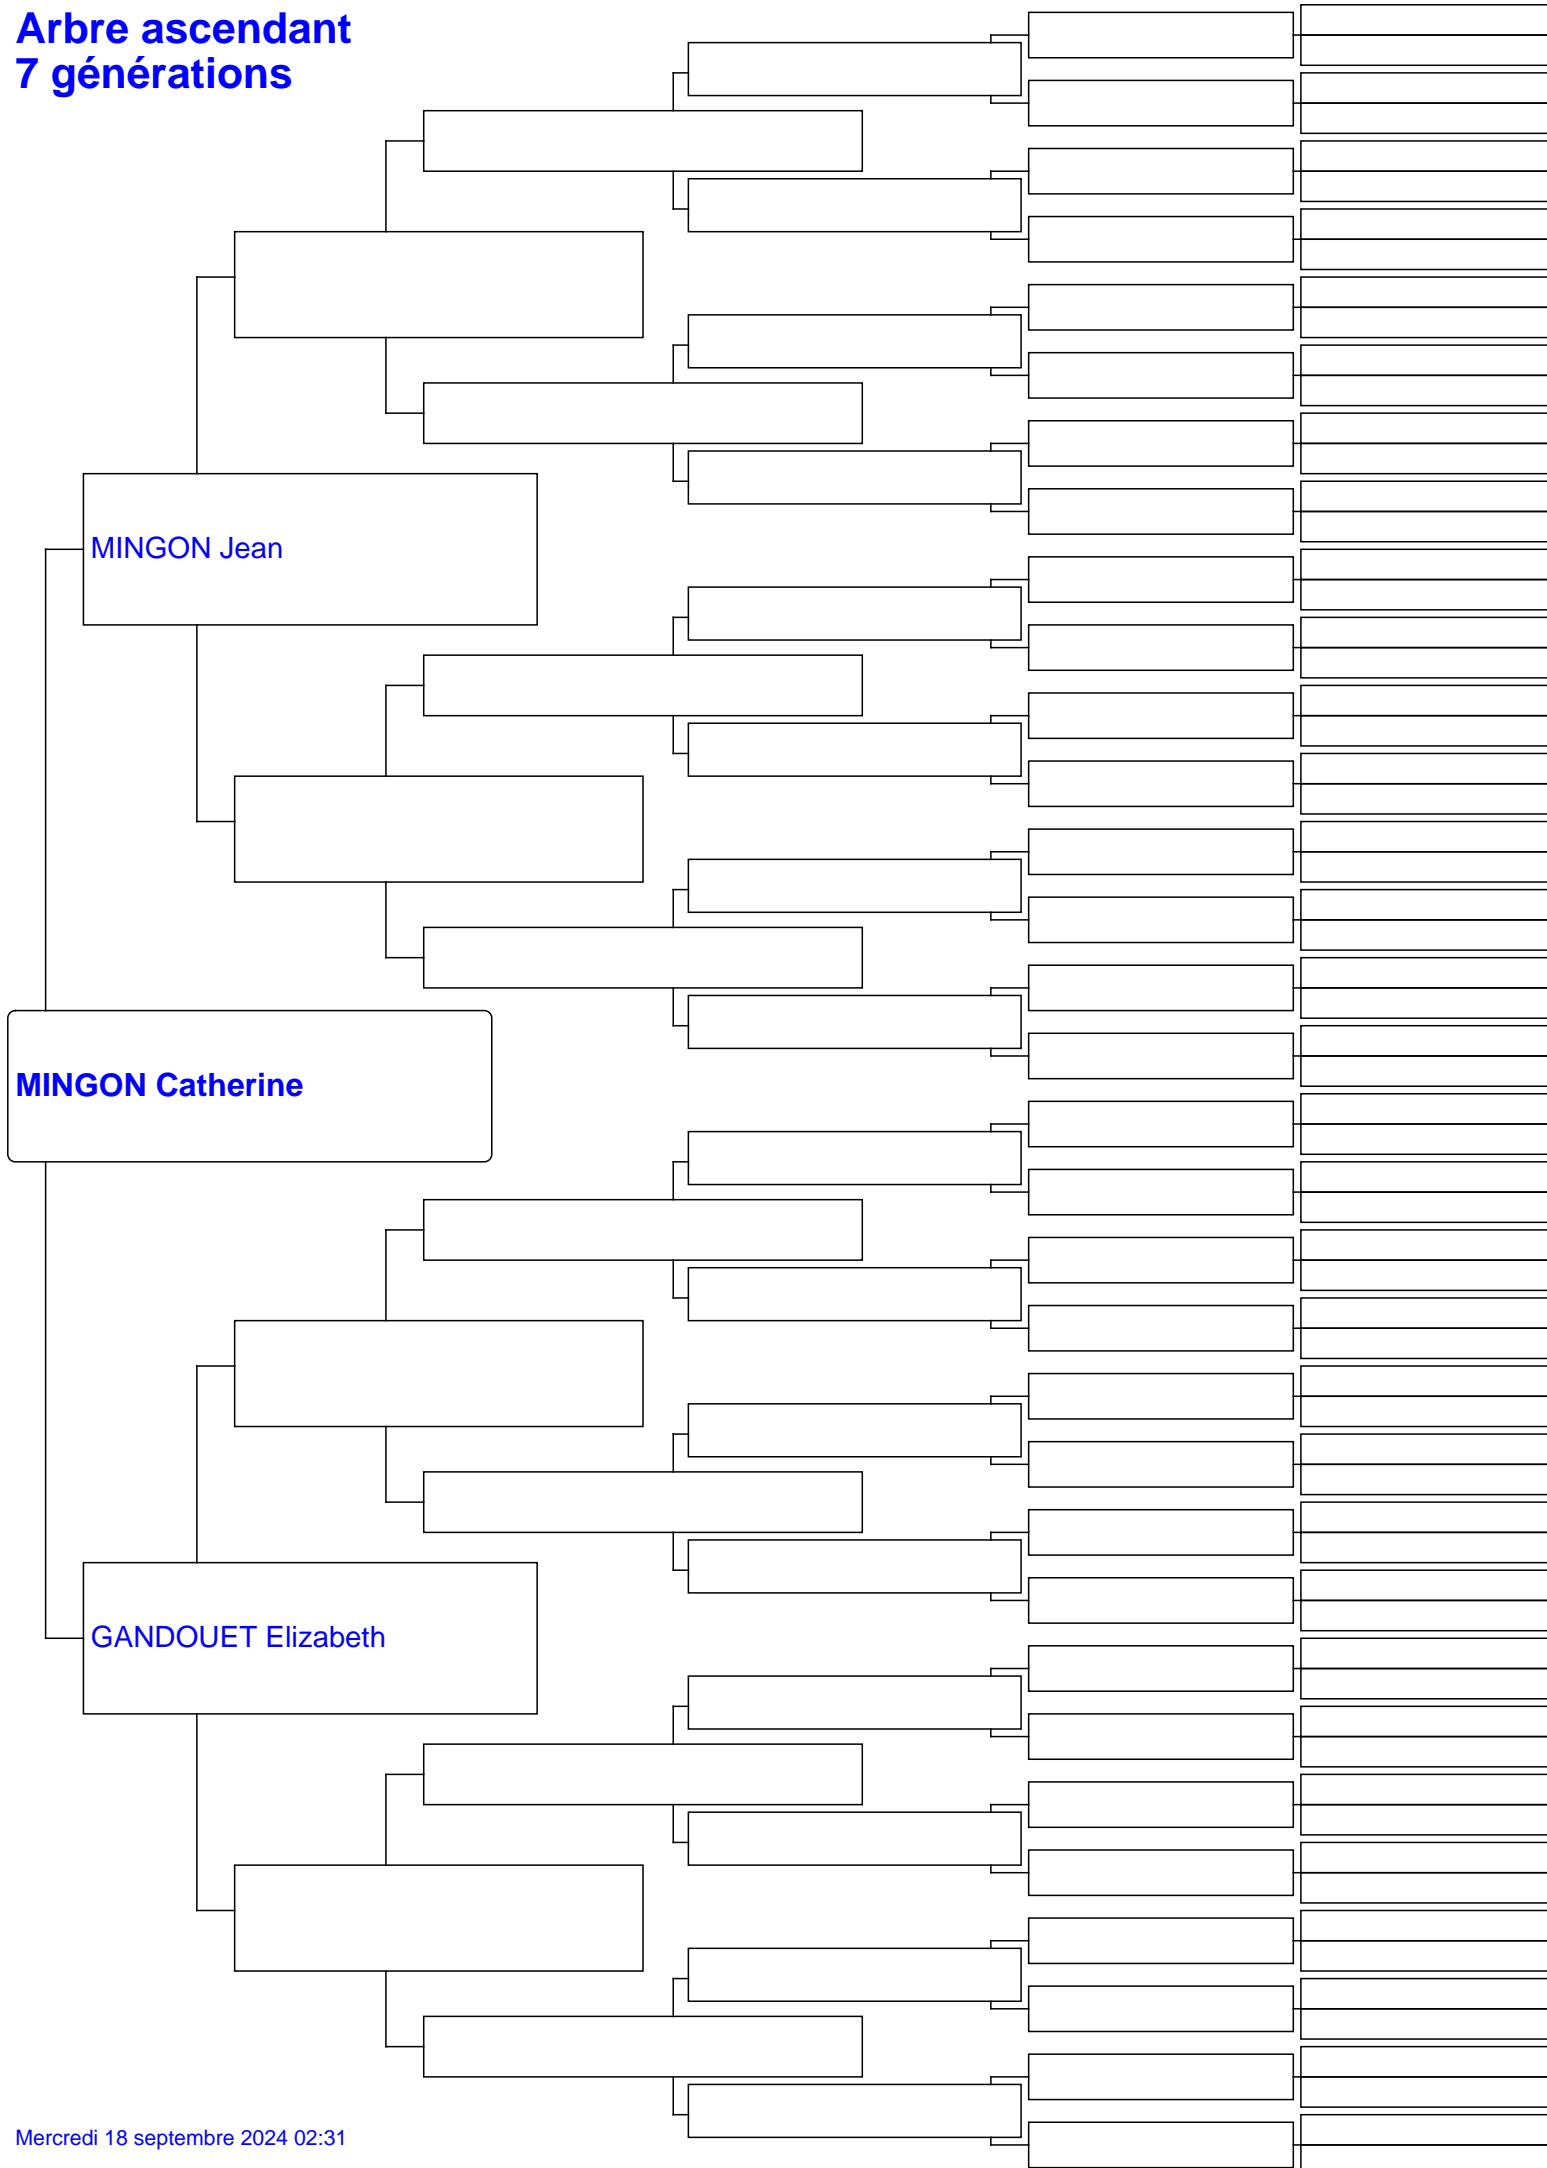 Arbre ascendant
7 générations
MINGON Jean
MINGON Catherine
GANDOUET Elizabeth
Mercredi 18 septembre 2024 02:31